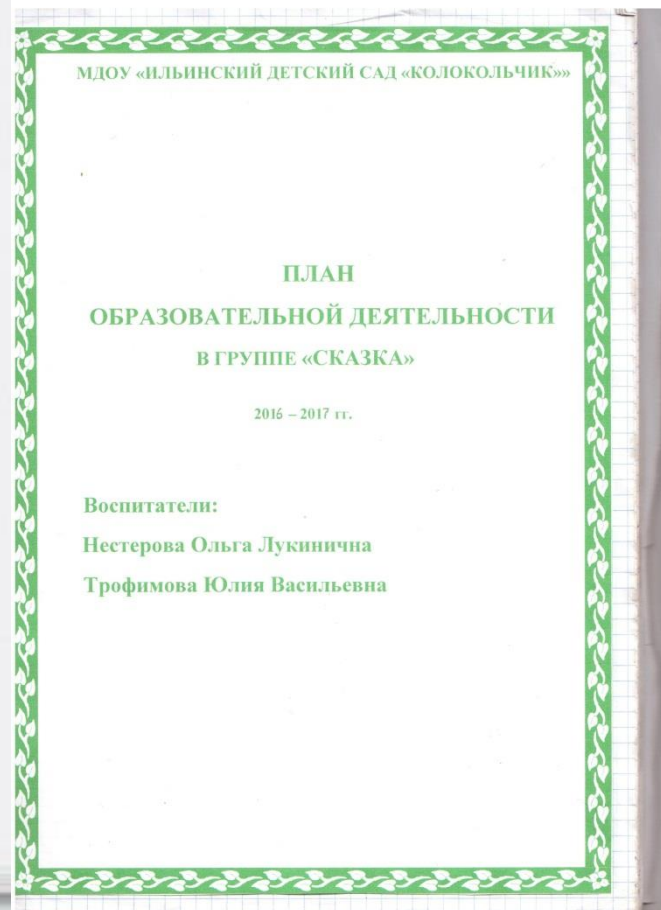 МДОУ «ИЛЬИНСКИЙ ДЕТСКИЙ САД «КОЛОКОЛЬЧИК»»
ПЛАН
ОБРАЗОВАТЕЛЬНОЙ ДЕЯТЕЛЬНОСТИ
В ГРУППЕ «СКАЗКА»
2016 – 2017 гг.
Воспитатели:
Нестерова Ольга Лукинична
Трофимова Юлия Васильевна